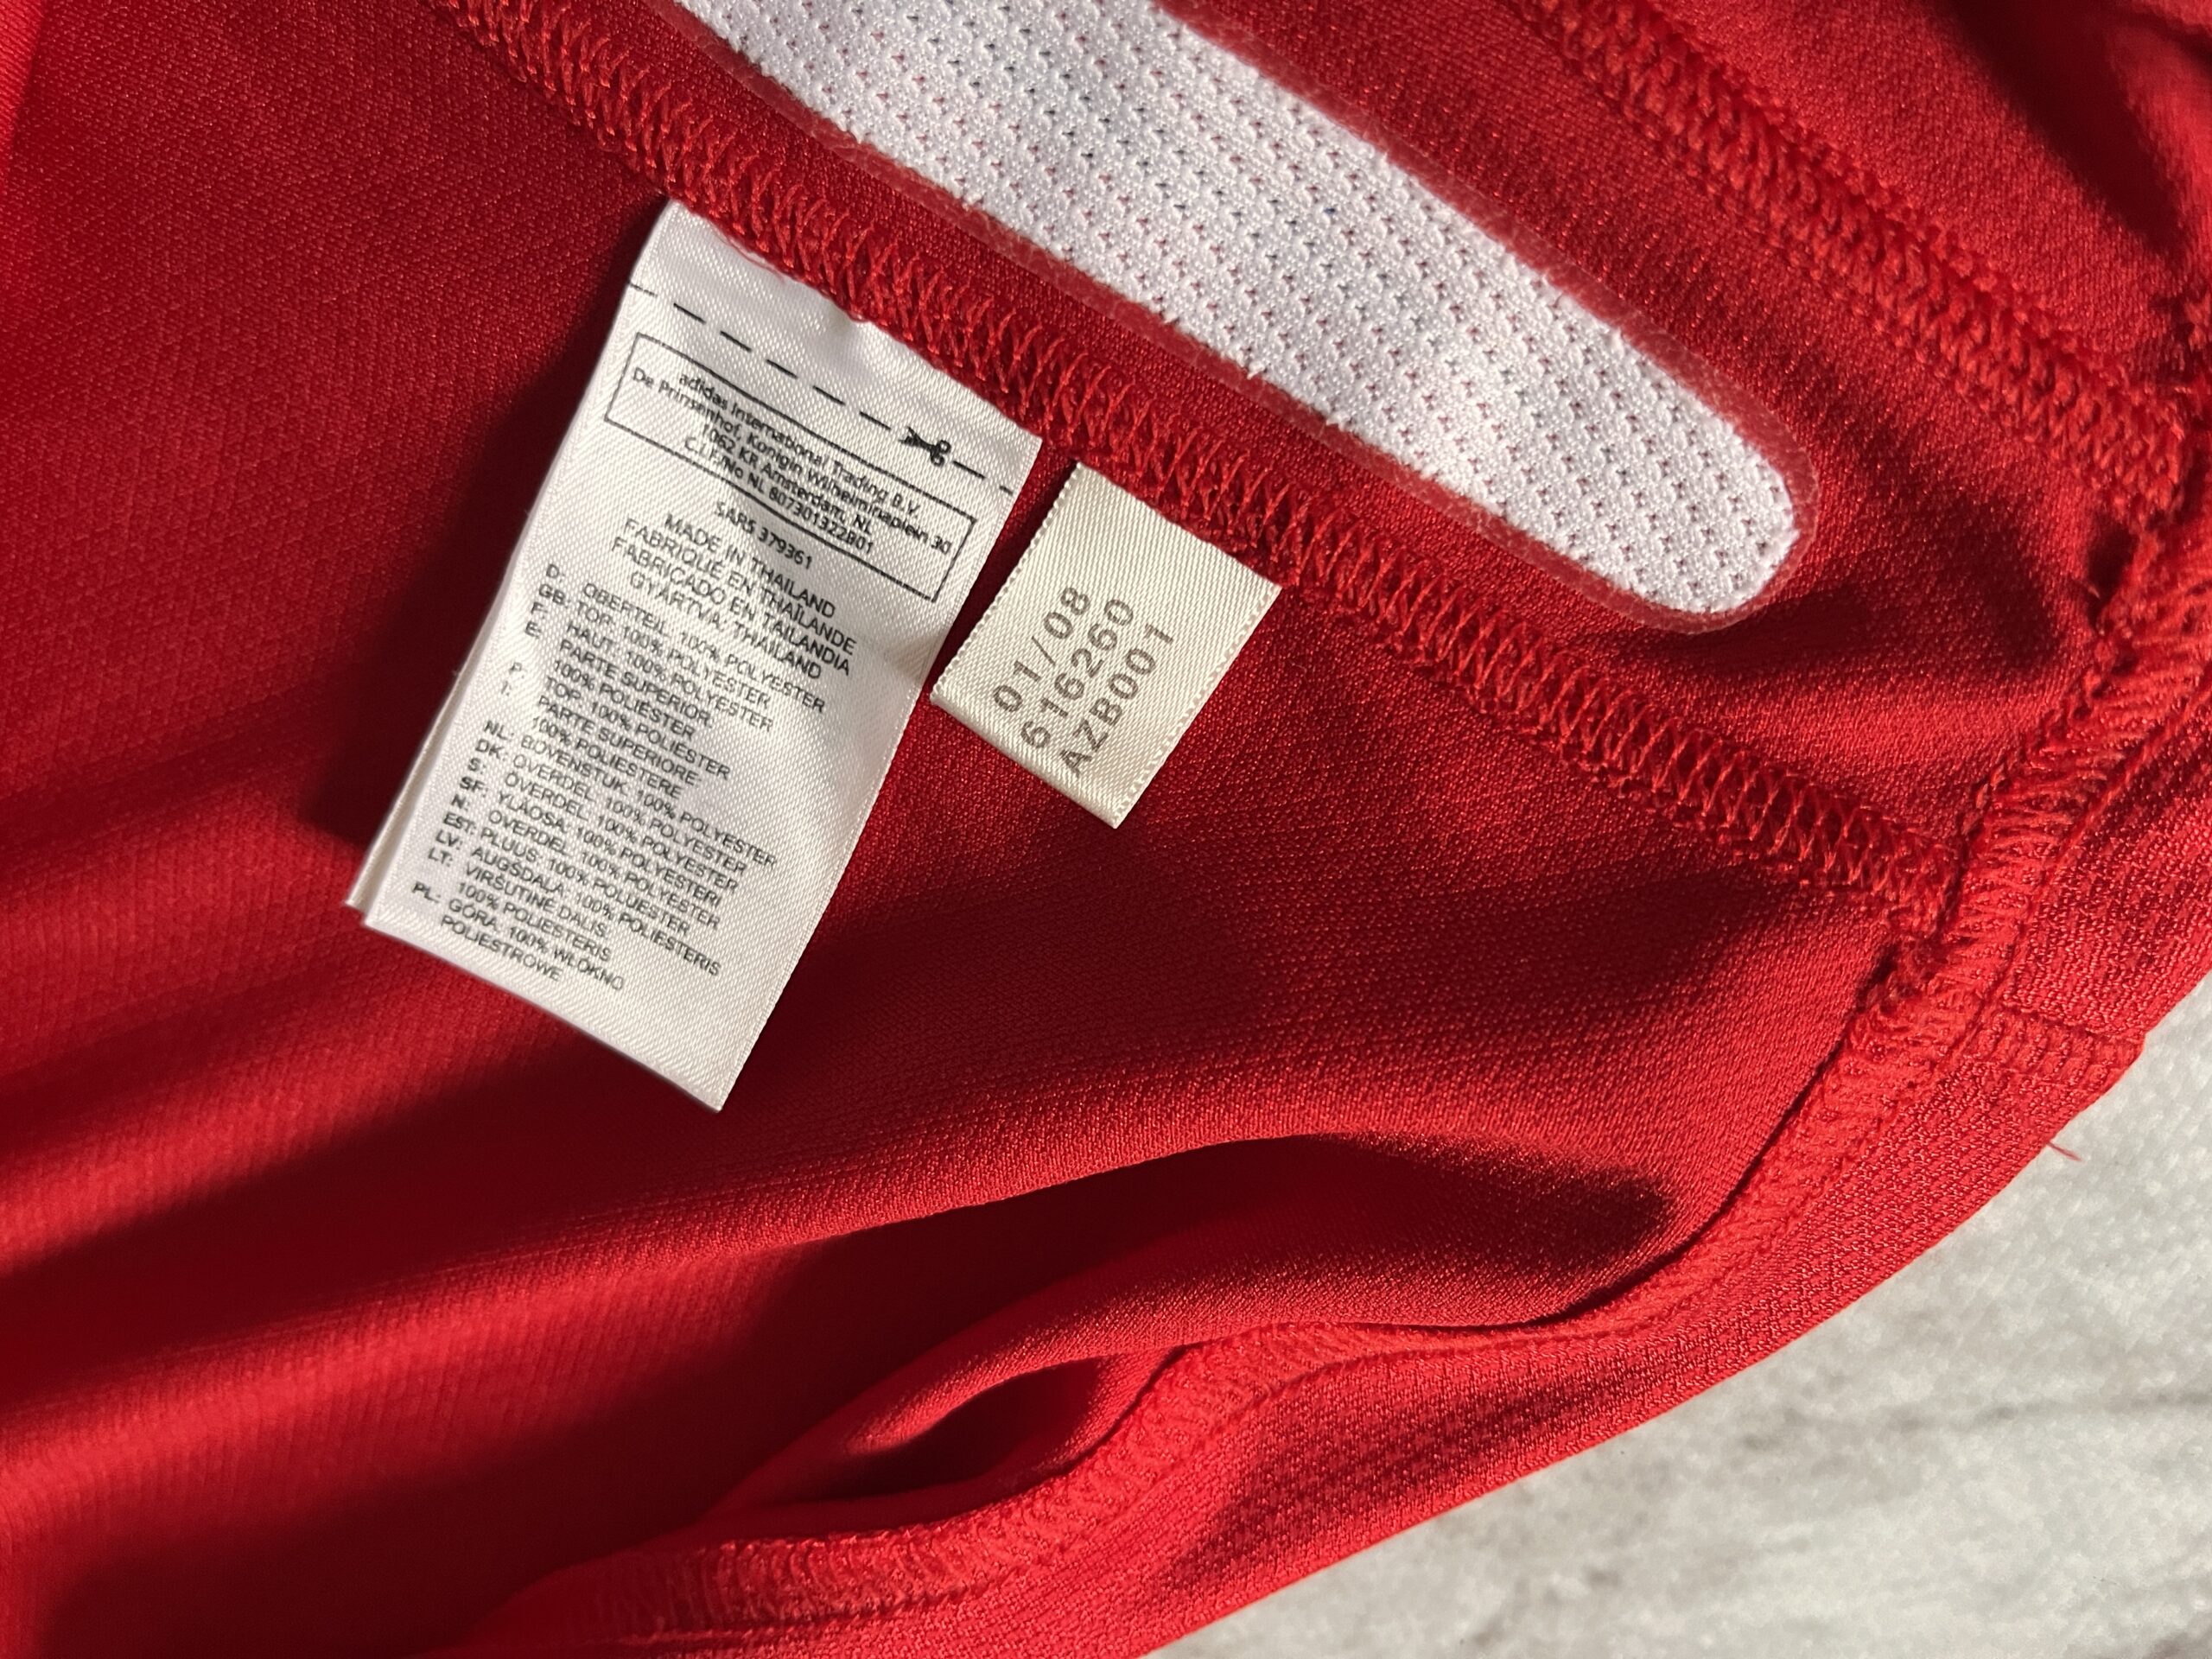 adidas International Trading B.V.
De Prinsenhof, Koningin Wilhelminaplein 30
1062 KR Amsterdam, NL
C.I.F./No NL 807301322B01
SARS 379361
MADE IN THAILAND
FABRIQUÉ EN THAÏLANDE
FABRICADO EN TAILANDIA
GYÁRTVA: THAILAND
D: OBERTEIL, 100% POLYESTER
GB: TOP: 100% POLYESTER
F: HAUT: 100% POLYESTER
E: PARTE SUPERIOR:
100% POLIÉSTER
P: TOP: 100% POLIESTER
I: PARTE SUPERIORE
100% POLIESTERE
NL: BOVENSTUK: 100% POLYESTER
DK: OVERDEL: 100% POLYESTER
S: ÖVERDEL: 100% POLYESTER
SF: YLÄOSA: 100% POLYESTERI
N: OVERDEL: 100% POLYESTER
EST: PLUUS: 100% POLÜESTER
LV: AUGŠDAĻA: 100% POLIESTERIS
LT: VIRŠUTINĖ DALIS:
100% POLIESTERIS
PL: GÓRA: 100% WŁÓKNO
POLIESTROWE
01/08
616260
AZB001